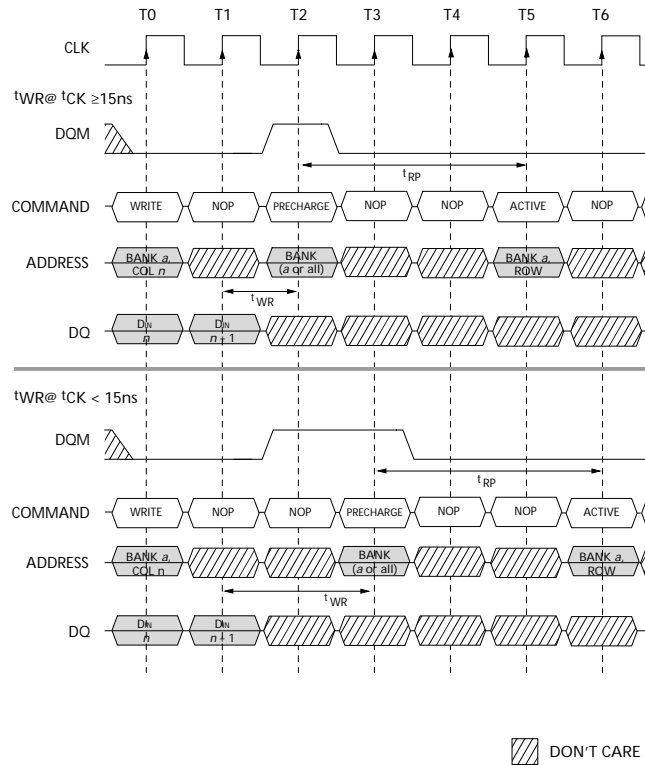 T0 T1 T2 T3 T4 T5 T6
CLK
tWR@ tCK ≥15ns
DQM
tRP
COMMAND WRITE NOP PRECHARGE NOP NOP ACTIVE NOP
ADDRESS BANK a, COL n BANK (a or all) BANK a, ROW
tWR
DQ DIN n DIN n + 1
tWR@ tCK < 15ns
DQM
tRP
COMMAND WRITE NOP NOP PRECHARGE NOP NOP ACTIVE
ADDRESS BANK a, COL n BANK (a or all) BANK a, ROW
tWR
DQ DIN n DIN n + 1
DON'T CARE